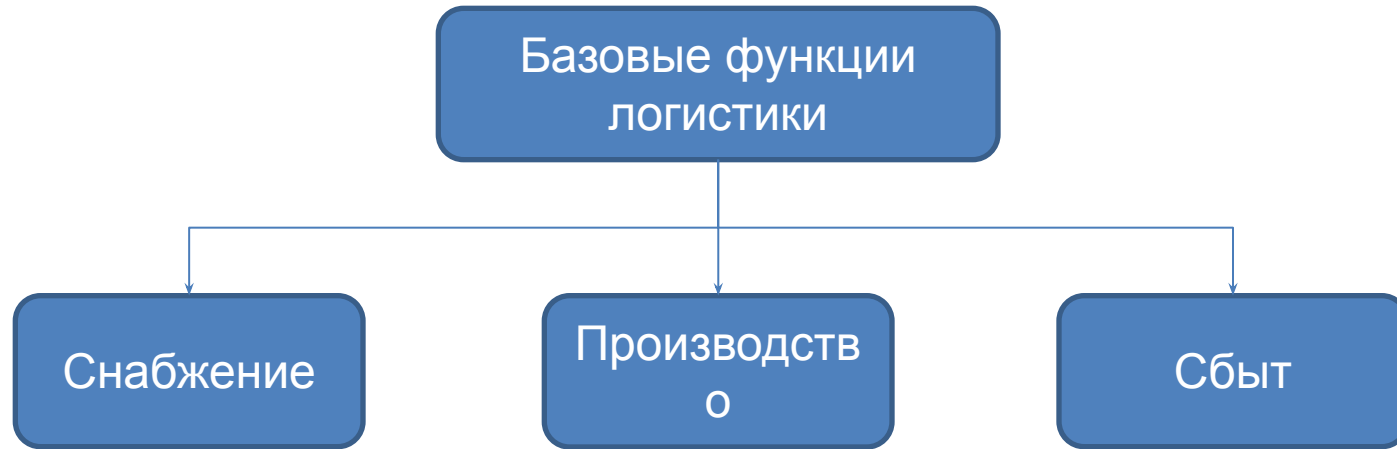 Базовые функции
логистики
Снабжение
Производств
о
Сбыт